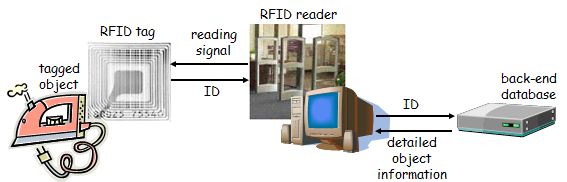 RFID tag
reading
signal
RFID reader
tagged
object
ID
ID
back-end
database
detailed
object
information